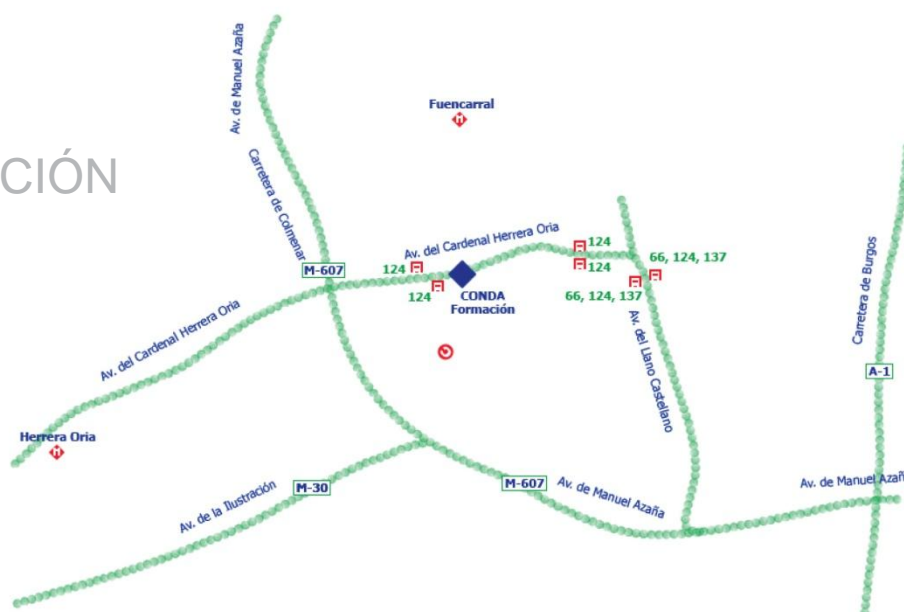 Av. de Manuel Azaña
Fuencarral
CIÓN
Carretera de Colmenar
Av. del Cardenal Herrera Oria
124
66, 124, 137
M-607
124
124
124
CONDA
Formación
66, 124, 137
Carretera de Burgos
Av. del Cardenal Herrera Oria
Av. del Llano Castellano
A-1
Herrera Oria
M-30
M-607
Av. de Manuel Azaña
Av. de Manuel Azañ
Av. de la Ilustración